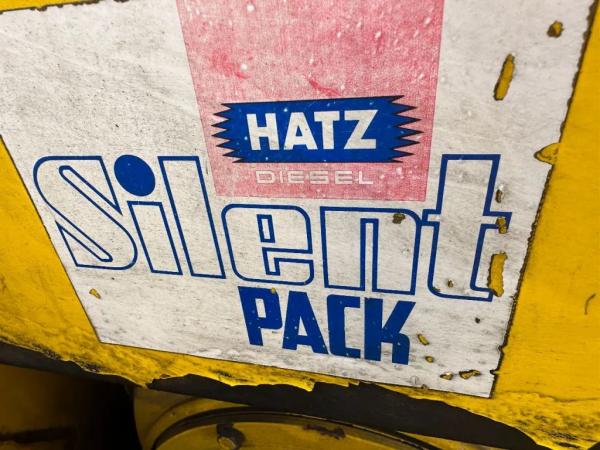 HATZ
DIESEL
Silent
PACK